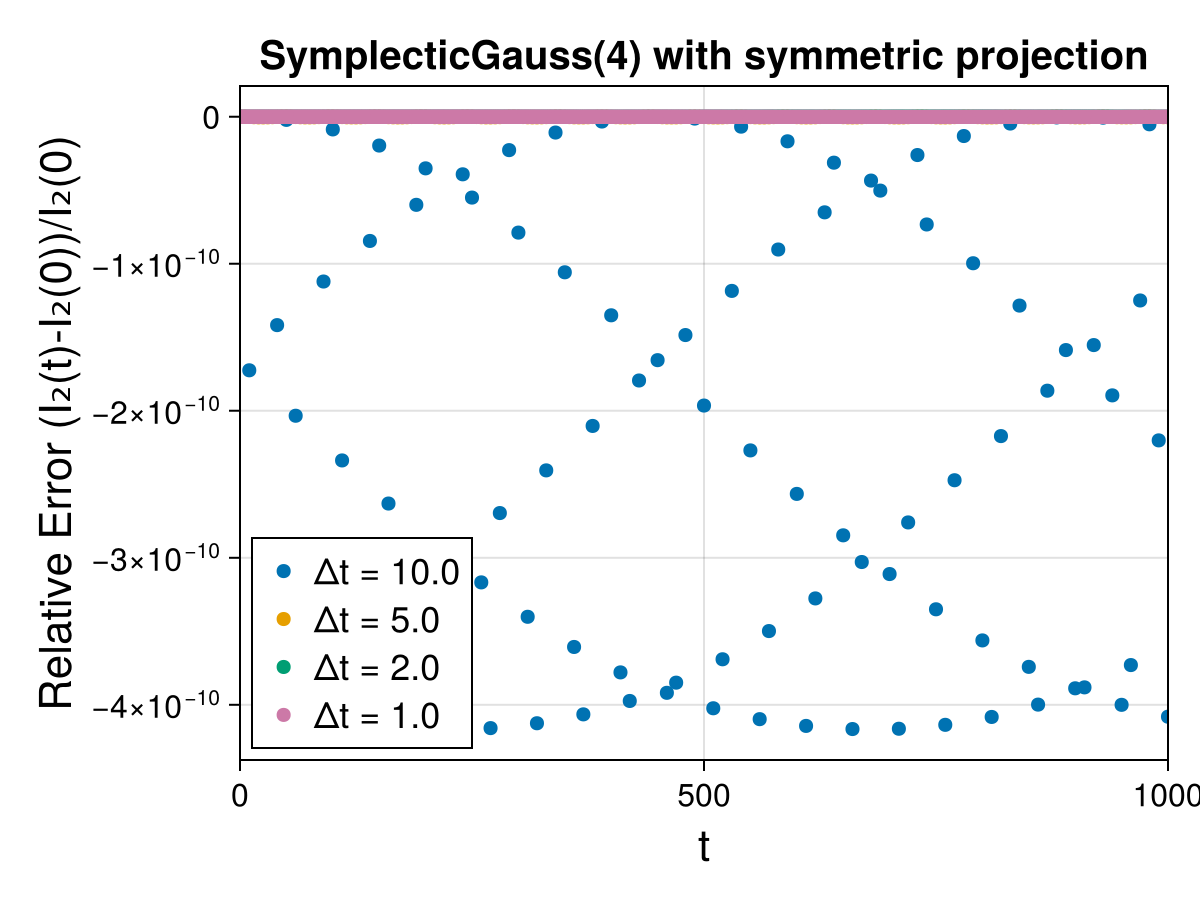 SymplecticGauss(4) with symmetric projection
Relative Error (I₂(t)-I₂(0))/I₂(0)
0
−1×10⁻¹⁰
−2×10⁻¹⁰
−3×10⁻¹⁰
−4×10⁻¹⁰
Δt = 10.0
Δt = 5.0
Δt = 2.0
Δt = 1.0
0 500 1000
t